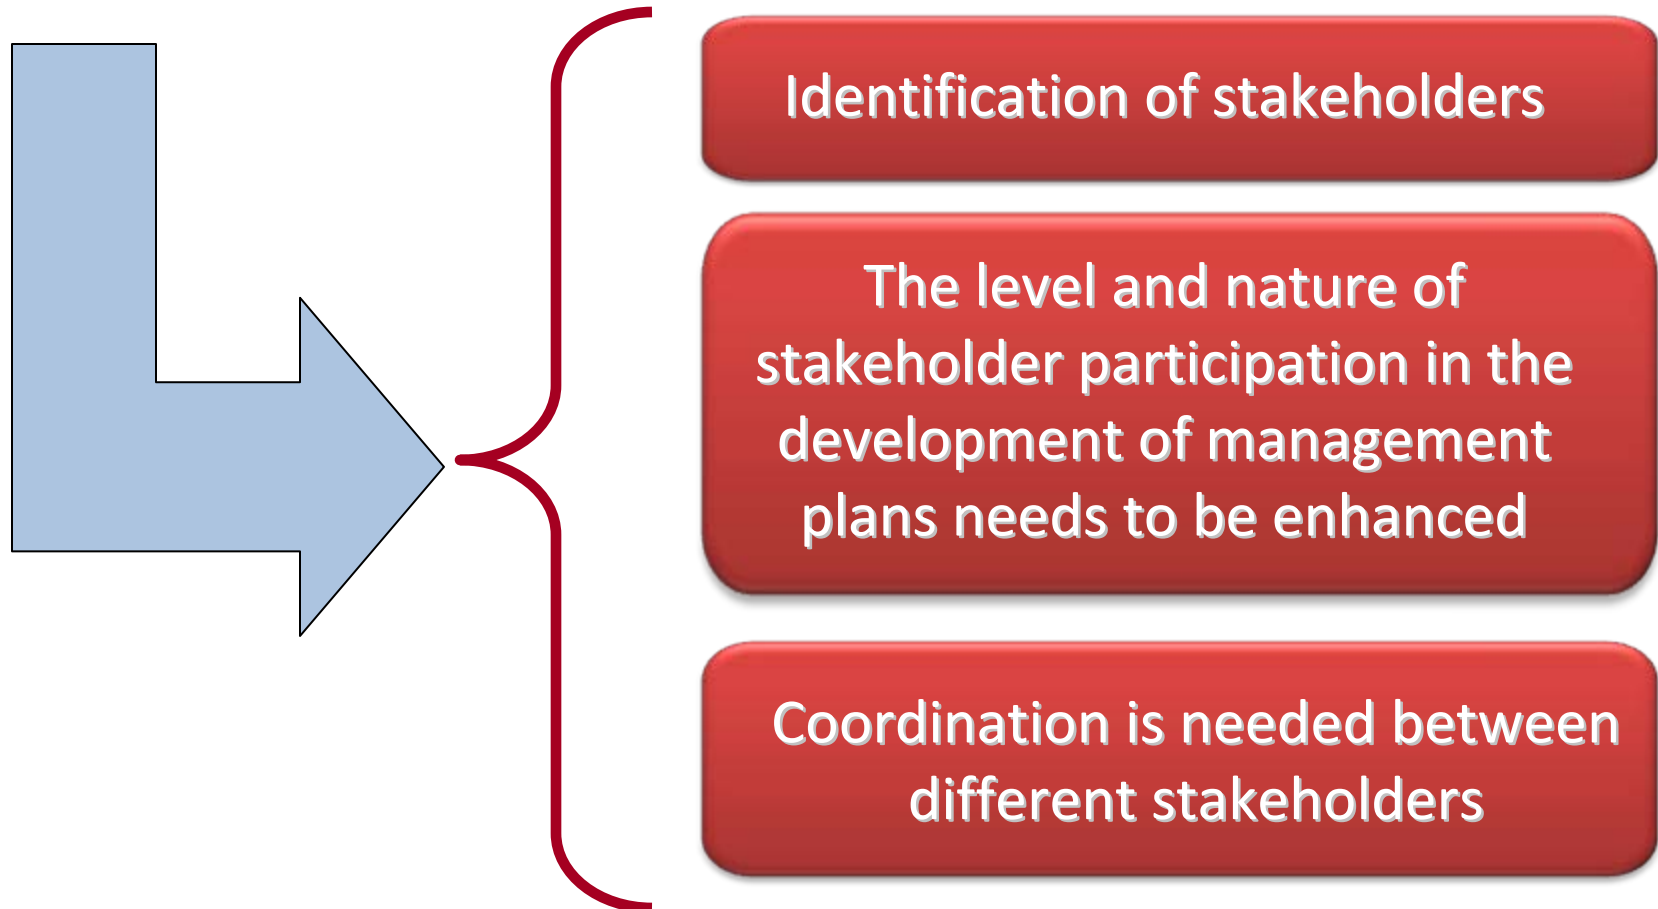 Identification of stakeholders
The level and nature of
stakeholder participation in the
development of management
plans needs to be enhanced
Coordination is needed between
different stakeholders